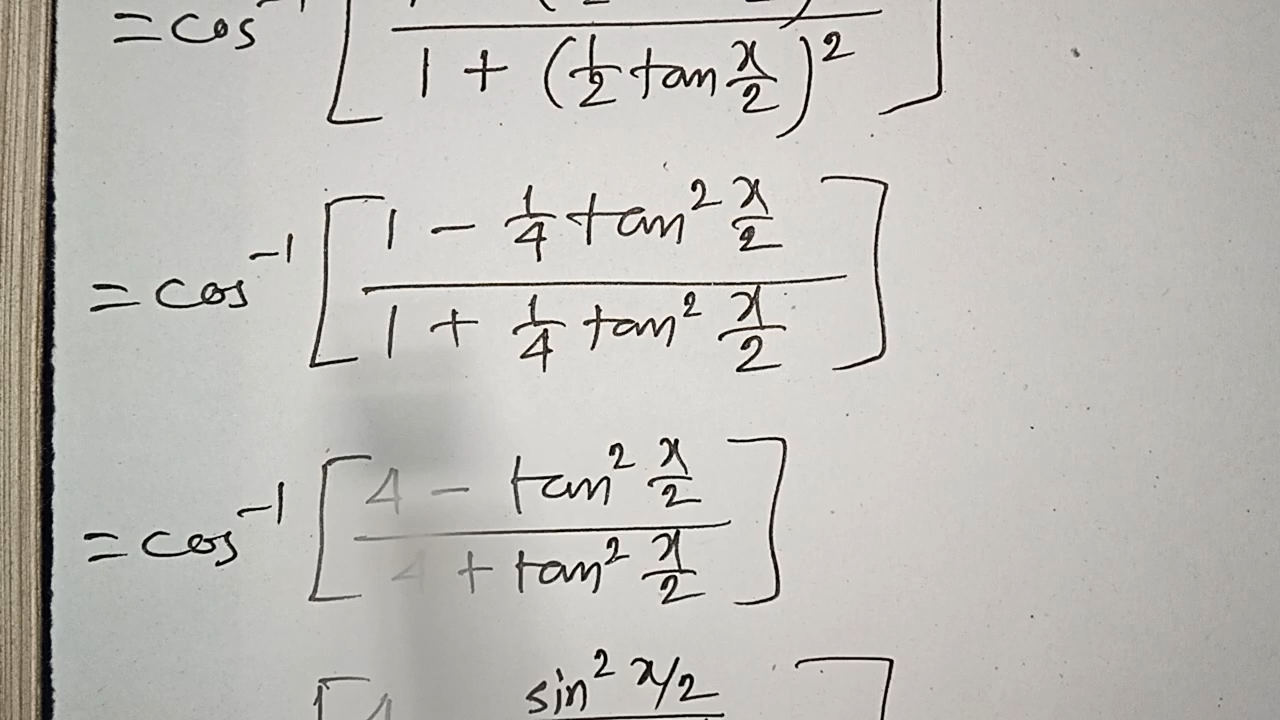 = cos⁻¹ [ 1 + (1/2 tan x/2)² ]
= cos⁻¹ [ (1 - 1/4 tan² x/2) / (1 + 1/4 tan² x/2) ]
= cos⁻¹ [ (4 - tan² x/2) / (4 + tan² x/2) ]
[ 4 sin² x/2 ]